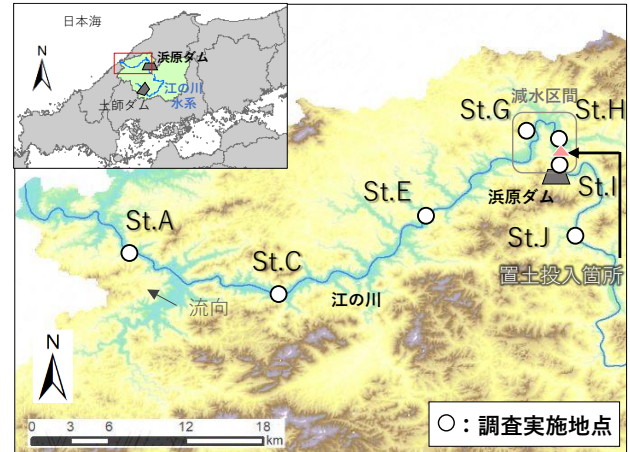 日本海
N
浜原ダム
江の川
水系
土師ダム
減水区間
St.G
St.H
St.I
浜原ダム
St.E
St.J
St.A
St.C
置土投入箇所
江の川
流向
N
0 3 6 12 18
km
○：調査実施地点